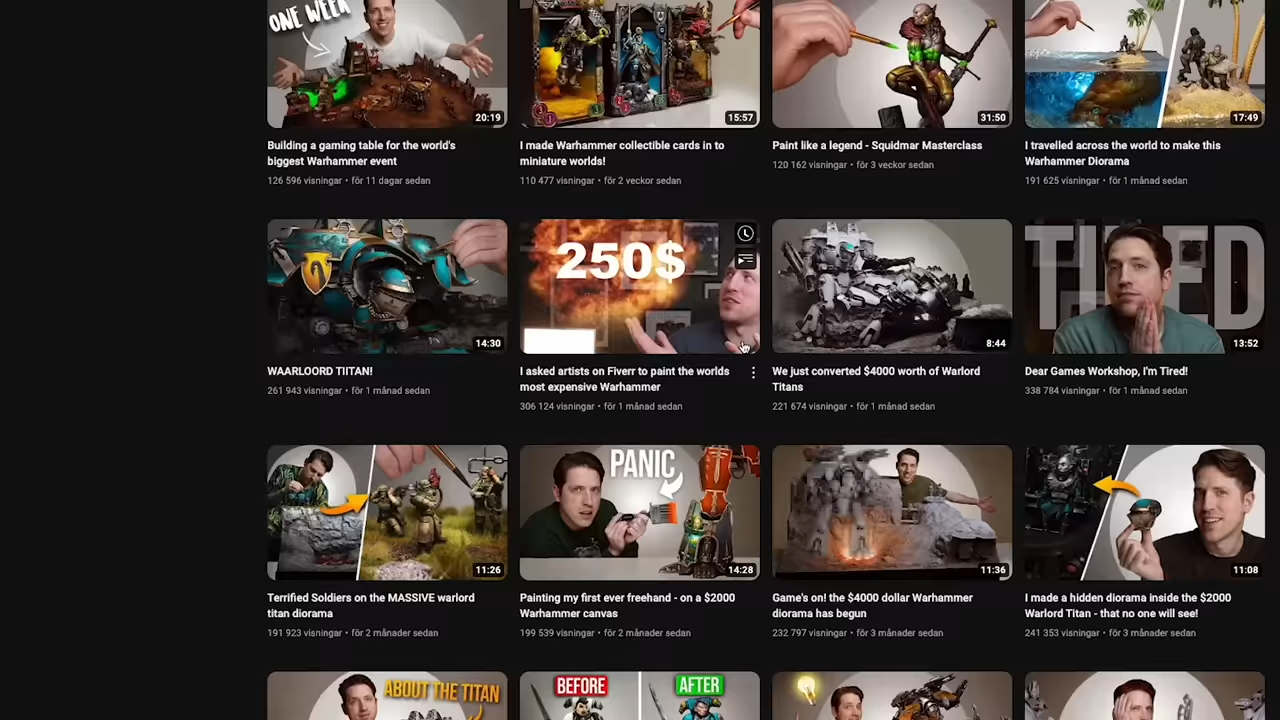 ONE WEEK
20:19
15:57
31:50
17:49
Building a gaming table for the world's
biggest Warhammer event
126 596 visningar • för 11 dagar sedan
I made Warhammer collectible cards in to
miniature worlds!
110 477 visningar • för 2 veckor sedan
Paint like a legend - Squidmar Masterclass
120 162 visningar • för 3 veckor sedan
I travelled across the world to make this
Warhammer Diorama
191 625 visningar • för 1 månad sedan
14:30
250$
8:44
TIRED
13:52
WAARLOORD TIITAN!
261 943 visningar • för 1 månad sedan
I asked artists on Fiverr to paint the worlds
most expensive Warhammer
306 124 visningar • för 1 månad sedan
We just converted $4000 worth of Warlord
Titans
221 674 visningar • för 1 månad sedan
Dear Games Workshop, I'm Tired!
338 784 visningar • för 1 månad sedan
11:26
PANIC
14:28
11:36
11:08
Terrified Soldiers on the MASSIVE warlord
titan diorama
191 923 visningar • för 2 månader sedan
Painting my first ever freehand - on a $2000
Warhammer canvas
199 539 visningar • för 2 månader sedan
Game's on! the $4000 dollar Warhammer
diorama has begun
232 797 visningar • för 3 månader sedan
I made a hidden diorama inside the $2000
Warlord Titan - that no one will see!
241 353 visningar • för 3 månader sedan
ABOUT THE TITAN
BEFORE
AFTER